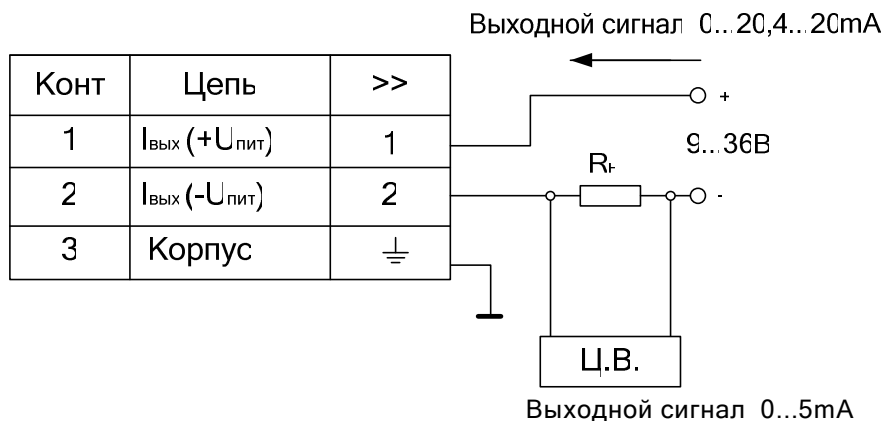 Выходной сигнал 0...20,4...20mA
Конт Цепь >>
+
1 Iвых (+Uпит) 1
9...36В
Rн
2 Iвых (-Uпит) 2
-
3 Корпус
Ц.В.
Выходной сигнал 0...5mA